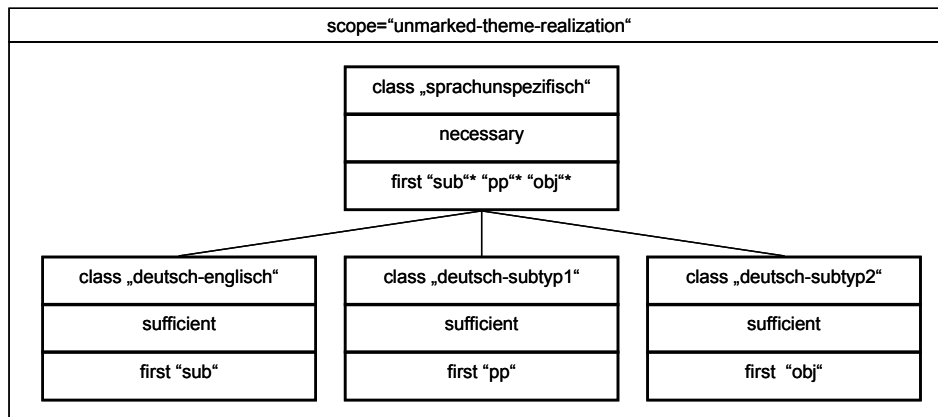 scope=“unmarked-theme-realization“
class „sprachunspezifisch“
necessary
first “sub“* “pp“* “obj“*
class „deutsch-englisch“
sufficient
first “sub“
class „deutsch-subtyp1“
sufficient
first “pp“
class „deutsch-subtyp2“
sufficient
first “obj“